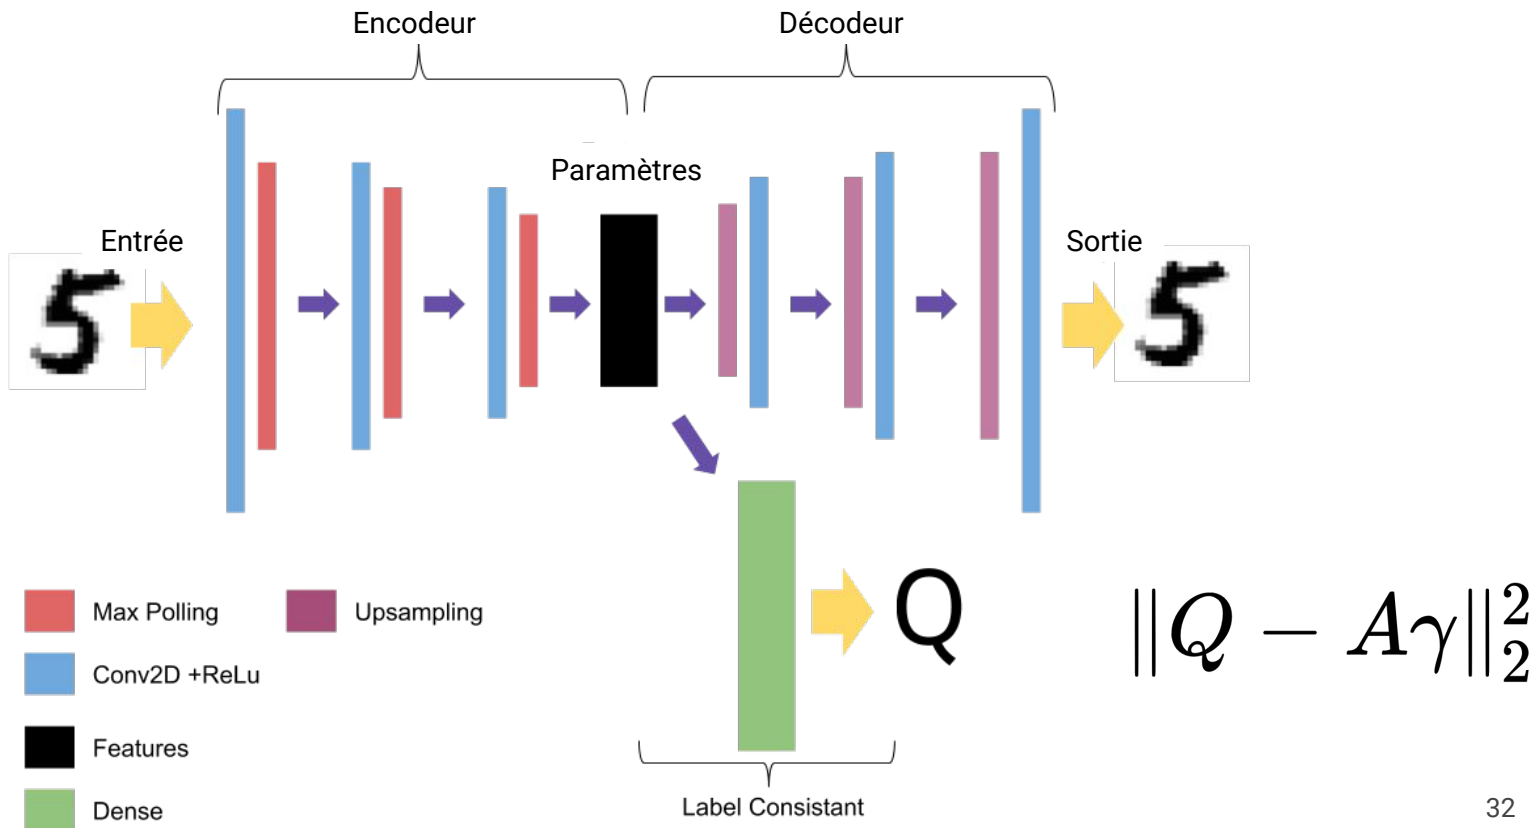 Encodeur
Décodeur
Paramètres
Entrée
Sortie
5
5
Q
‖Q − Aγ‖₂²
Max Polling
Upsampling
Conv2D +ReLu
Features
Dense
Label Consistant
32